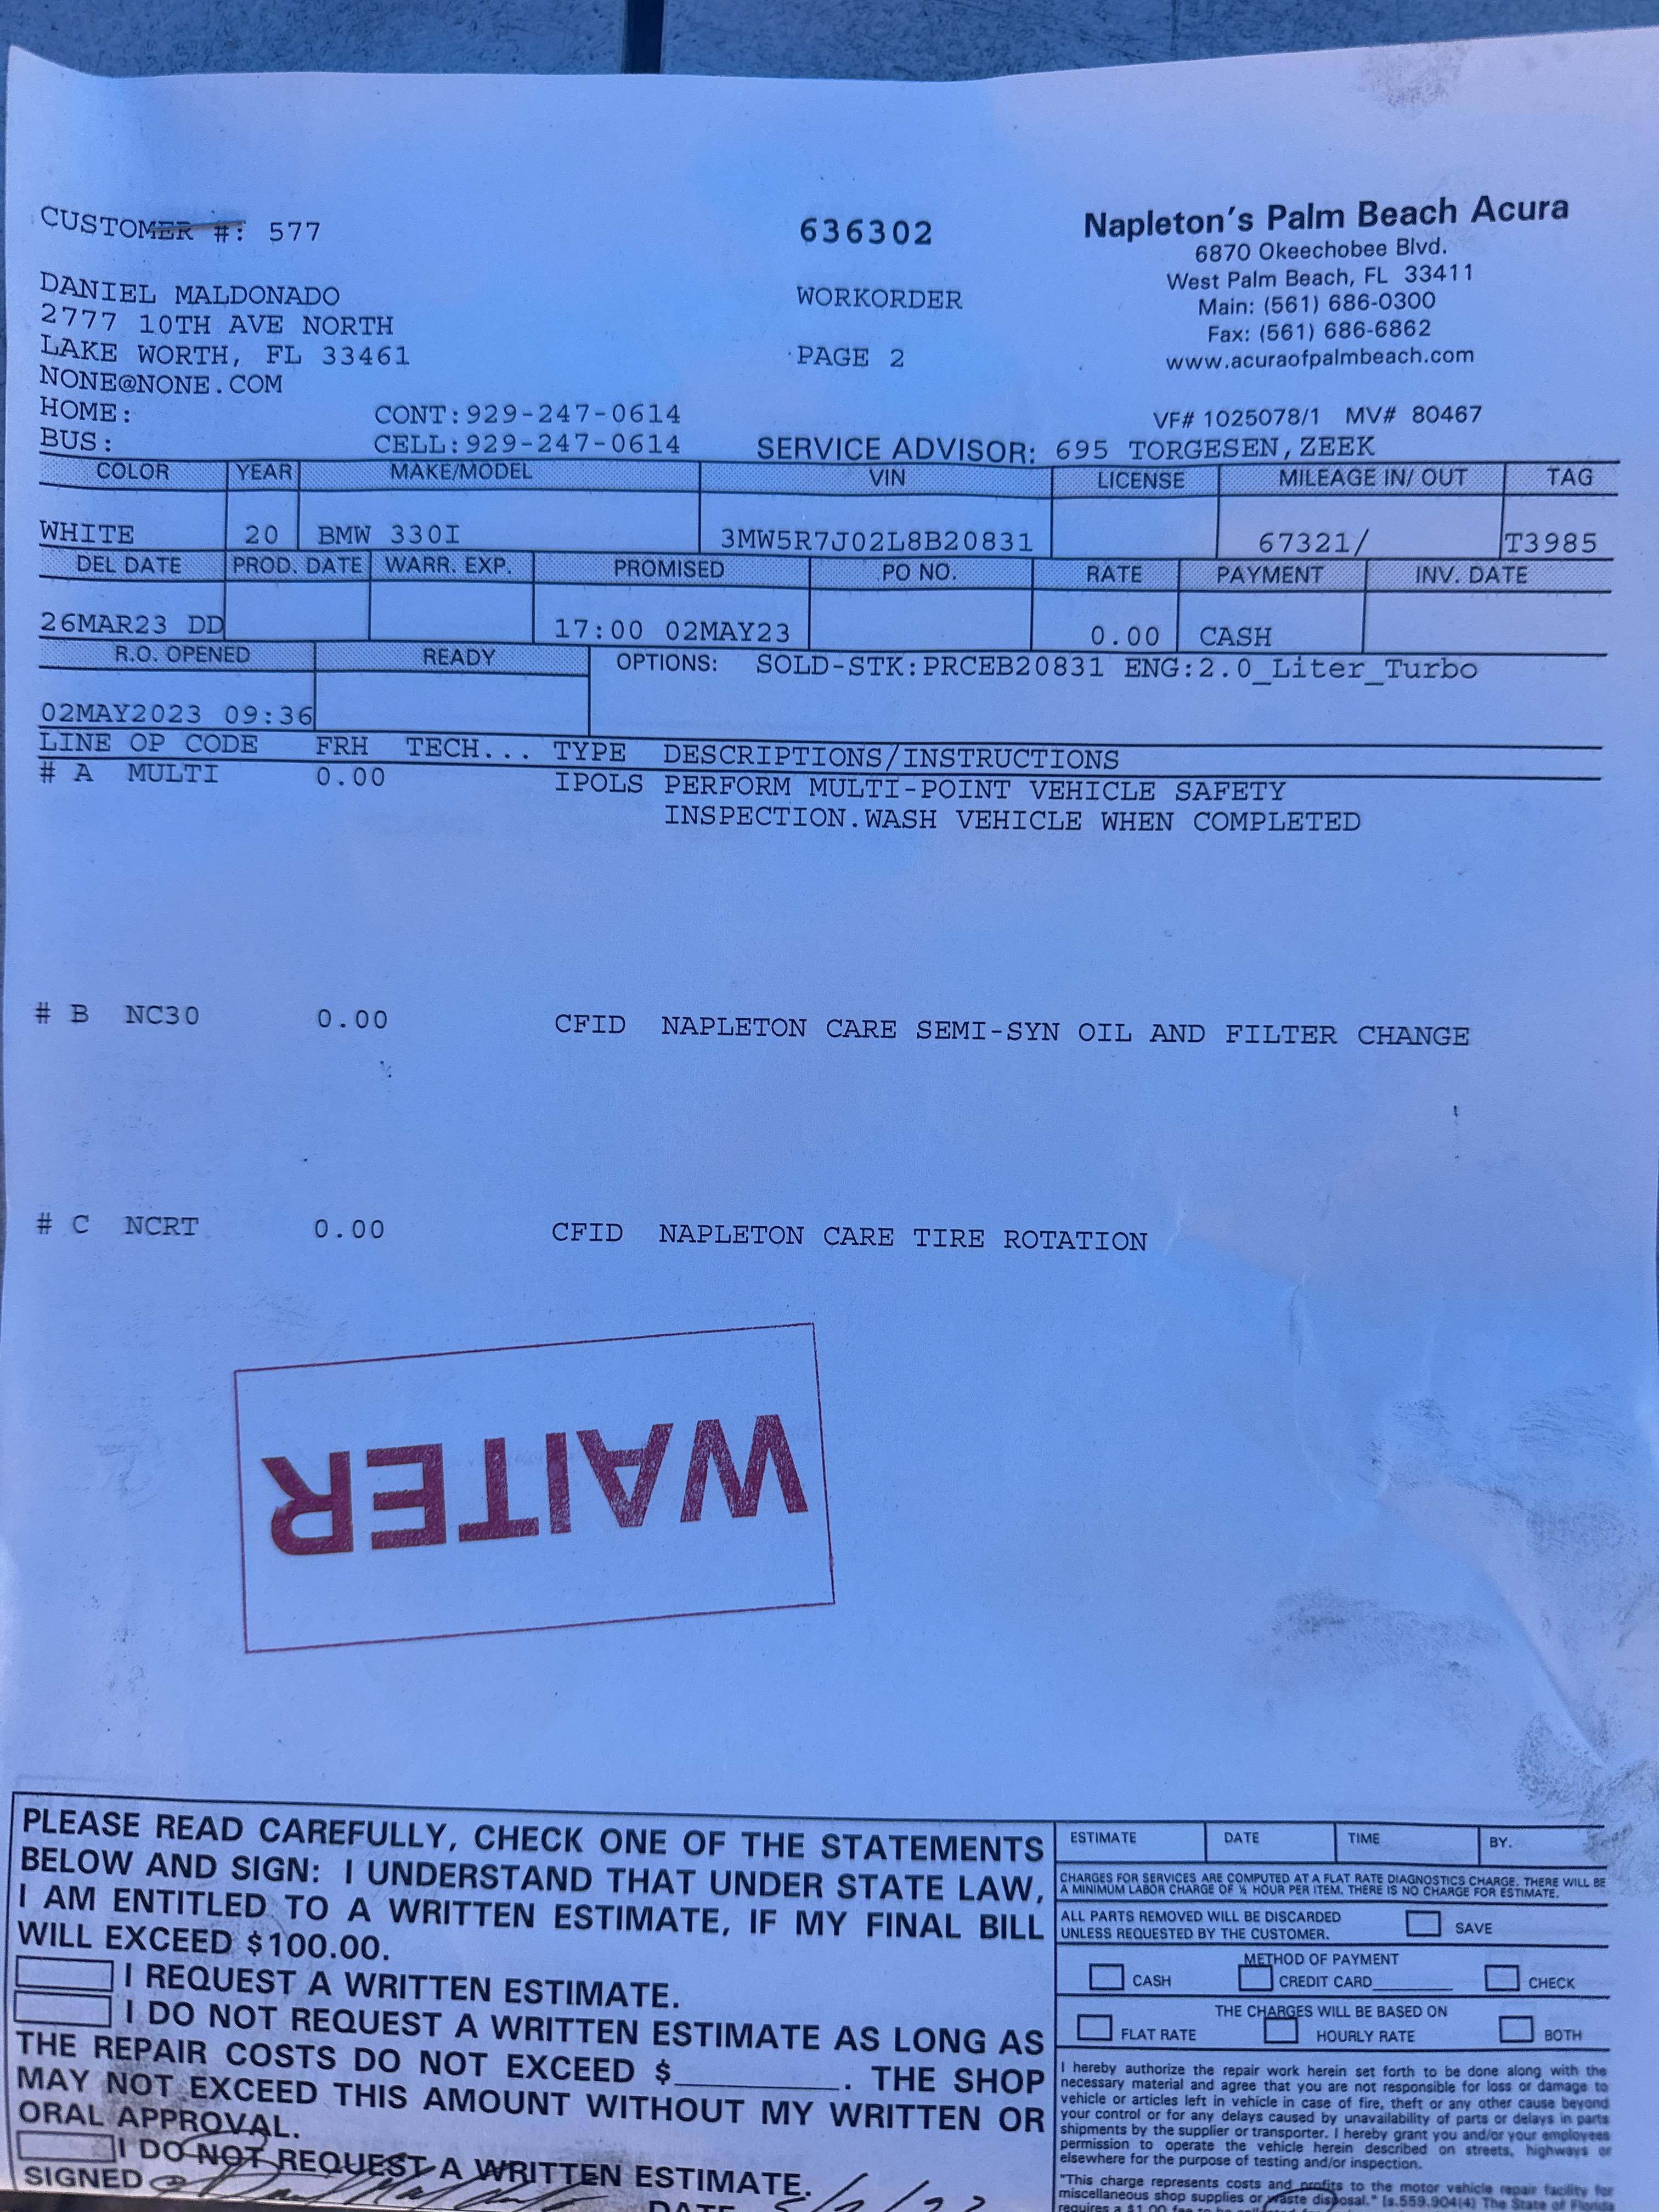 CUSTOMER #: 577
636302
Napleton's Palm Beach Acura
6870 Okeechobee Blvd.
West Palm Beach, FL 33411
Main: (561) 686-0300
Fax: (561) 686-6862
www.acuraofpalmbeach.com
DANIEL MALDONADO
2777 10TH AVE NORTH
LAKE WORTH, FL 33461
NONE@NONE.COM
WORKORDER
PAGE 2
HOME: CONT:929-247-0614
BUS: CELL:929-247-0614
VF# 1025078/1 MV# 80467
SERVICE ADVISOR: 695 TORGESEN,ZEEK
COLOR YEAR MAKE/MODEL VIN LICENSE MILEAGE IN/ OUT TAG
WHITE 20 BMW 330I 3MW5R7J02L8B20831 67321/ T3985
DEL DATE PROD. DATE WARR. EXP. PROMISED PO NO. RATE PAYMENT INV. DATE
26MAR23 DD 17:00 02MAY23 0.00 CASH
R.O. OPENED READY OPTIONS: SOLD-STK:PRCEB20831 ENG:2.0_Liter_Turbo
02MAY2023 09:36
LINE OP CODE FRH TECH... TYPE DESCRIPTIONS/INSTRUCTIONS
# A MULTI 0.00 IPOLS PERFORM MULTI-POINT VEHICLE SAFETY
INSPECTION.WASH VEHICLE WHEN COMPLETED
# B NC30 0.00 CFID NAPLETON CARE SEMI-SYN OIL AND FILTER CHANGE
# C NCRT 0.00 CFID NAPLETON CARE TIRE ROTATION
WAITER
PLEASE READ CAREFULLY, CHECK ONE OF THE STATEMENTS
BELOW AND SIGN: I UNDERSTAND THAT UNDER STATE LAW,
I AM ENTITLED TO A WRITTEN ESTIMATE, IF MY FINAL BILL
WILL EXCEED $100.00.
I REQUEST A WRITTEN ESTIMATE.
I DO NOT REQUEST A WRITTEN ESTIMATE AS LONG AS
THE REPAIR COSTS DO NOT EXCEED $________. THE SHOP
MAY NOT EXCEED THIS AMOUNT WITHOUT MY WRITTEN OR
ORAL APPROVAL.
I DO NOT REQUEST A WRITTEN ESTIMATE.
SIGNED
DATE
ESTIMATE DATE TIME BY.
CHARGES FOR SERVICES ARE COMPUTED AT A FLAT RATE DIAGNOSTICS CHARGE. THERE WILL BE
A MINIMUM LABOR CHARGE OF ½ HOUR PER ITEM. THERE IS NO CHARGE FOR ESTIMATE.
ALL PARTS REMOVED WILL BE DISCARDED
UNLESS REQUESTED BY THE CUSTOMER.
SAVE
METHOD OF PAYMENT
CASH CREDIT CARD________ CHECK
THE CHARGES WILL BE BASED ON
FLAT RATE HOURLY RATE BOTH
I hereby authorize the repair work herein set forth to be done along with the
necessary material and agree that you are not responsible for loss or damage to
vehicle or articles left in vehicle in case of fire, theft or any other cause beyond
your control or for any delays caused by unavailability of parts or delays in parts
shipments by the supplier or transporter. I hereby grant you and/or your employees
permission to operate the vehicle herein described on streets, highways or
elsewhere for the purpose of testing and/or inspection.
"This charge represents costs and profits to the motor vehicle repair facility for
miscellaneous shop supplies or waste disposal." [s.559.904(4) The State of Florida
requires a $1.00 fee to be